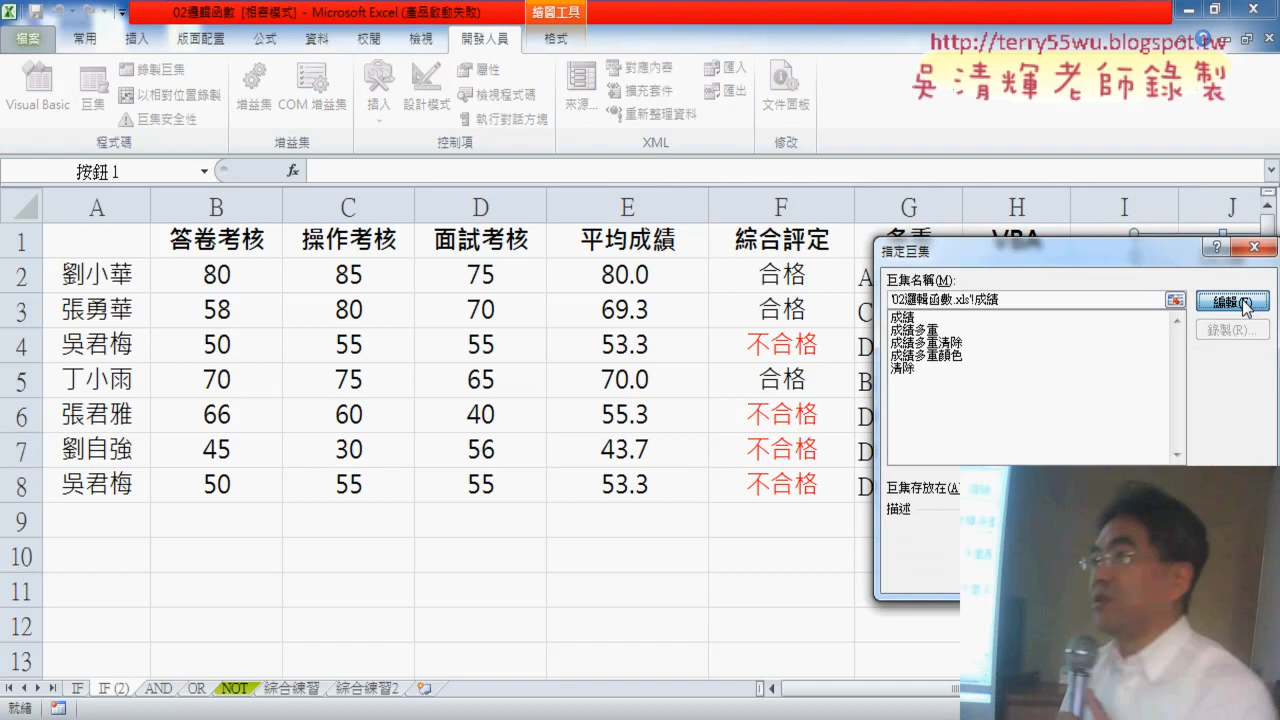 02邏輯函數 [相容模式] - Microsoft Excel (產品啟動失敗)
繪圖工具
檔案 常用 插入 版面配置 公式 資料 校閱 檢視 開發人員 格式
http://terry55wu.blogspot.tw
吳清輝老師錄製
Visual Basic 巨集 錄製巨集 以相對位置錄製 巨集安全性 程式碼
增益集 COM 增益集 增益集
插入 設計模式 屬性 檢視程式碼 執行對話方塊 控制項
來源... 對應內容 擴充套件 重新整理資料 匯入 匯出 XML
文件面板 修改
按鈕 1 fx
A B C D E F G H I J
1 答卷考核 操作考核 面試考核 平均成績 綜合評定 多重 VBA
2 劉小華 80 85 75 80.0 合格 A
3 張勇華 58 80 70 69.3 合格 C
4 吳君梅 50 55 55 53.3 不合格 D
5 丁小雨 70 75 65 70.0 合格 B
6 張君雅 66 60 40 55.3 不合格 D
7 劉自強 45 30 56 43.7 不合格 D
8 吳君梅 50 55 55 53.3 不合格 D
9
10
11
12
13
指定巨集
巨集名稱(M):
'02邏輯函數.xls'!成績
編輯(E)
錄製(R)...
成績
成績多重
成績多重清除
成績多重顏色
清除
巨集存放在(A)
描述
IF IF (2) AND OR NOT 綜合練習 綜合練習2
就緒